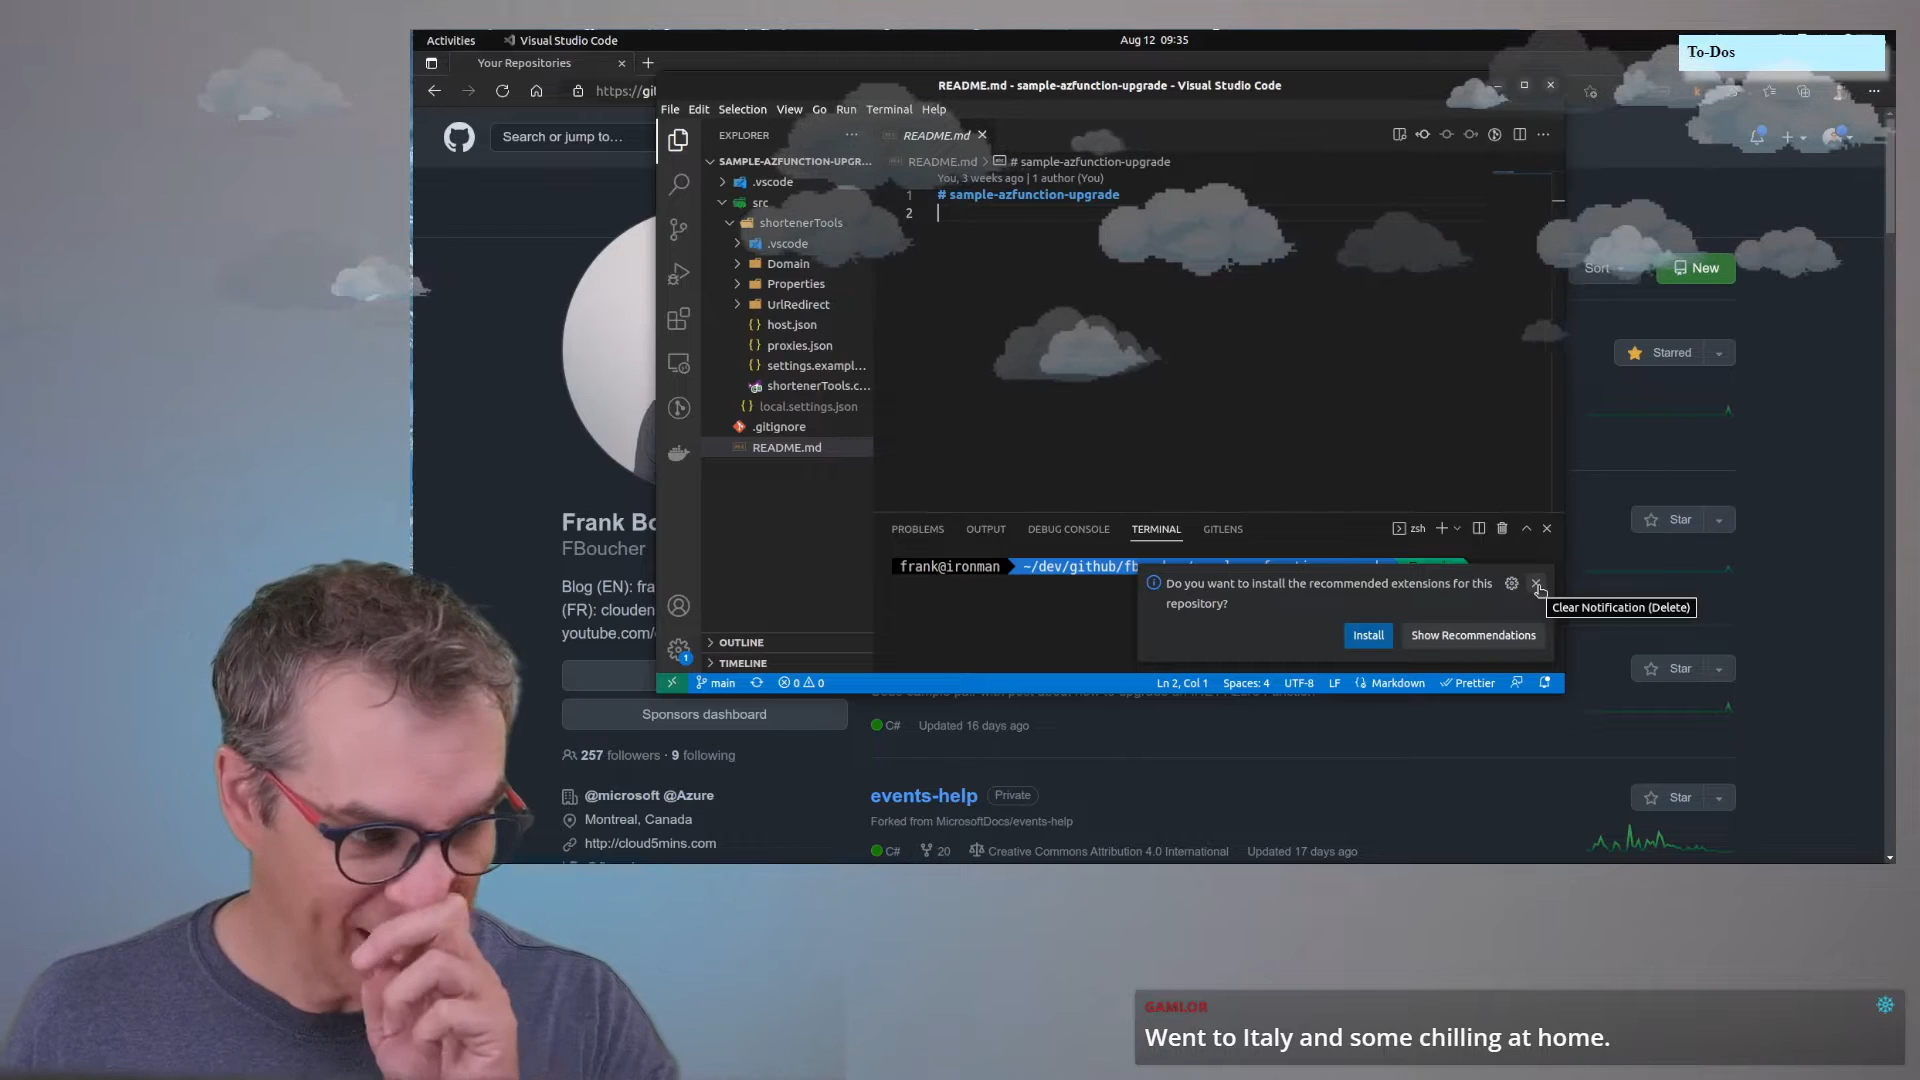 Activities
Visual Studio Code
Aug 12 09:35
To-Dos
Your Repositories
https://gi
README.md - sample-azfunction-upgrade - Visual Studio Code
File Edit Selection View Go Run Terminal Help
Search or jump to...
EXPLORER
README.md
SAMPLE-AZFUNCTION-UPGR...
README.md > # sample-azfunction-upgrade
You, 3 weeks ago | 1 author (You)
1 # sample-azfunction-upgrade
2
.vscode
src
shortenerTools
.vscode
Domain
Properties
UrlRedirect
host.json
proxies.json
settings.exampl...
shortenerTools.c...
local.settings.json
.gitignore
README.md
Sort
New
Starred
Star
Star
PROBLEMS OUTPUT DEBUG CONSOLE TERMINAL GITLENS
zsh
frank@ironman ~/dev/github/fb
Do you want to install the recommended extensions for this
repository?
Clear Notification (Delete)
Install
Show Recommendations
OUTLINE
TIMELINE
1
main
0 0
Ln 2, Col 1 Spaces: 4 UTF-8 LF Markdown Prettier
Frank Bo
FBoucher
Blog (EN): fra
(FR): clouden
youtube.com/
Sponsors dashboard
257 followers · 9 following
@microsoft @Azure
Montreal, Canada
http://cloud5mins.com
C# Updated 16 days ago
events-help Private
Star
Forked from MicrosoftDocs/events-help
C# 20 Creative Commons Attribution 4.0 International Updated 17 days ago
GAMLOR
Went to Italy and some chilling at home.